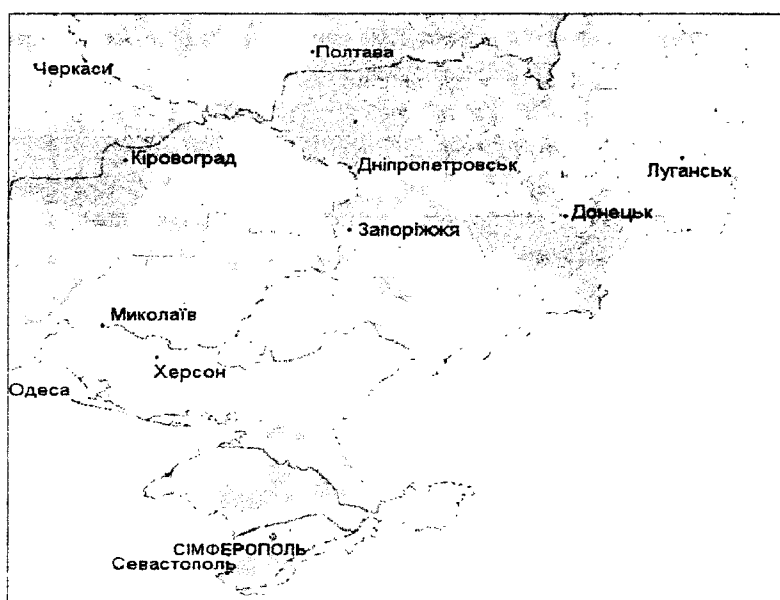 Полтава
Черкаси
Кіровоград
Дніпропетровськ
Луганськ
Донецьк
Запоріжжя
Миколаїв
Херсон
Одеса
СІМФЕРОПОЛЬ
Севастополь